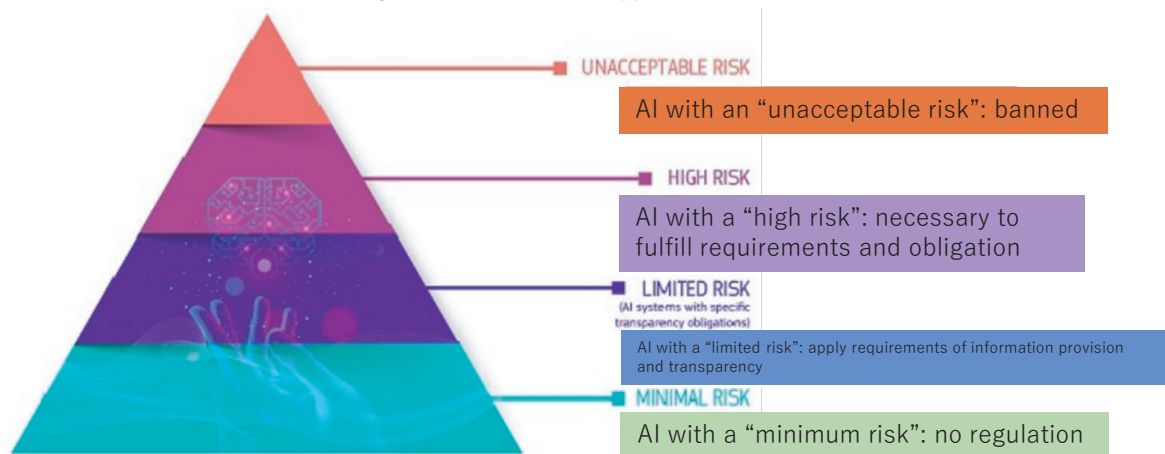 UNACCEPTABLE RISK
AI with an “unacceptable risk”: banned
HIGH RISK
AI with a “high risk”: necessary to
fulfill requirements and obligation
LIMITED RISK
(AI systems with specific
transparency obligations)
AI with a “limited risk”: apply requirements of information provision
and transparency
MINIMAL RISK
AI with a “minimum risk”: no regulation